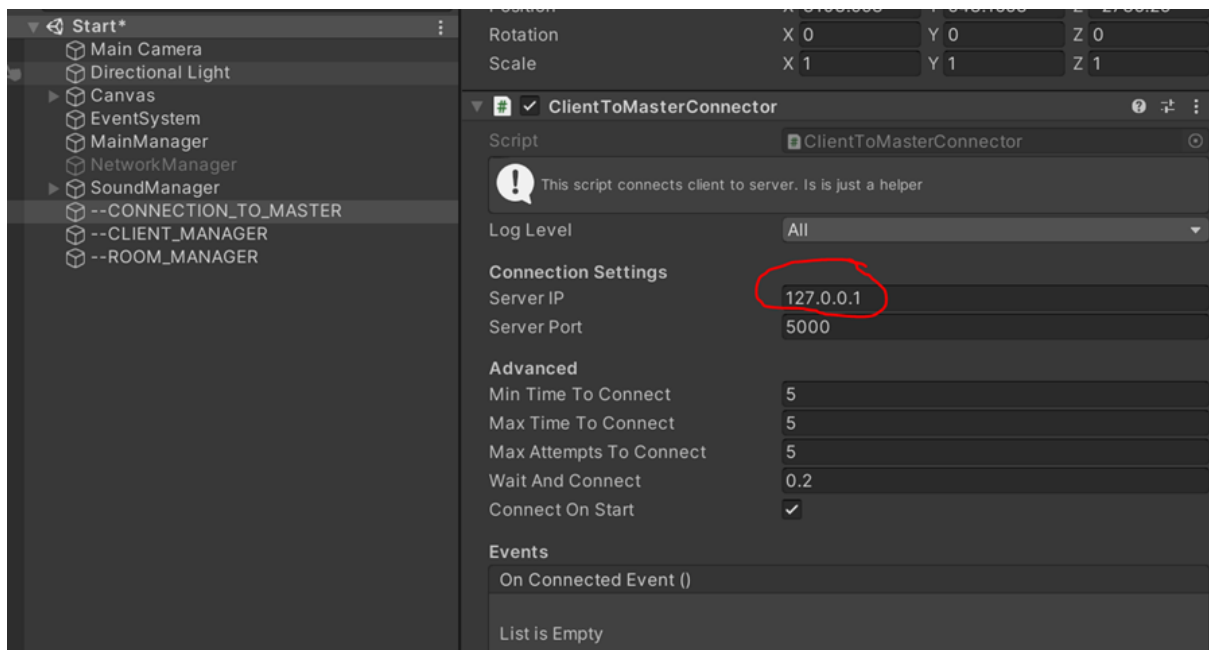 Start*
Main Camera
Directional Light
Canvas
EventSystem
MainManager
NetworkManager
SoundManager
--CONNECTION_TO_MASTER
--CLIENT_MANAGER
--ROOM_MANAGER
Rotation X 0 Y 0 Z 0
Scale X 1 Y 1 Z 1
# ClientToMasterConnector
Script # ClientToMasterConnector
This script connects client to server. Is is just a helper
Log Level All
Connection Settings
Server IP 127.0.0.1
Server Port 5000
Advanced
Min Time To Connect 5
Max Time To Connect 5
Max Attempts To Connect 5
Wait And Connect 0.2
Connect On Start
Events
On Connected Event ()
List is Empty